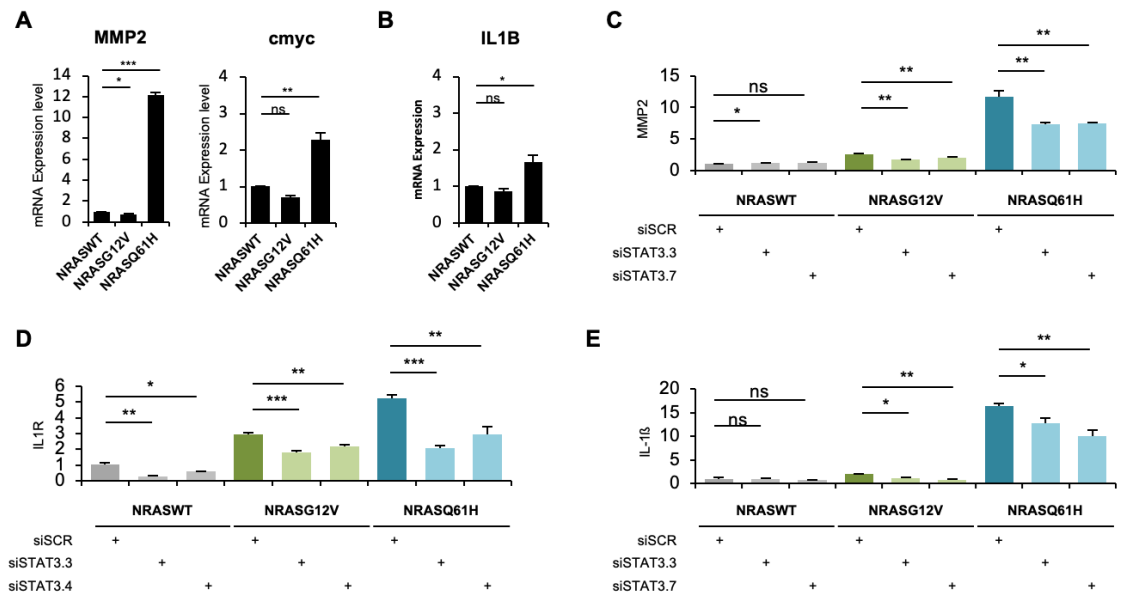 A
MMP2
mRNA Expression level
14
12
10
8
6
4
2
0
***
*
NRASWT
NRASG12V
NRASQ61H
cmyc
mRNA Expression level
4
3
2
1
0
**
ns
NRASWT
NRASG12V
NRASQ61H
B
IL1B
mRNA Expression
4
3
2
1
0
*
ns
NRASWT
NRASG12V
NRASQ61H
C
MMP2
15
10
5
0
ns
*
**
**
**
**
NRASWT NRASG12V NRASQ61H
siSCR + + +
siSTAT3.3 + + +
siSTAT3.7 + + +
D
IL1R
6
5
4
3
2
1
0
*
**
**
***
**
***
NRASWT NRASG12V NRASQ61H
siSCR + + +
siSTAT3.3 + + +
siSTAT3.4 + + +
E
IL-1ß
20
15
10
5
0
ns
ns
**
*
**
*
NRASWT NRASG12V NRASQ61H
siSCR + + +
siSTAT3.3 + + +
siSTAT3.7 + + +